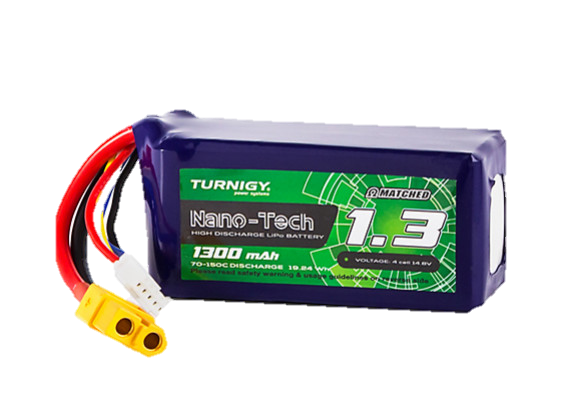 TURNIGY.
power systems
Ω MATCHED
Nano-Tech
1.3
HIGH DISCHARGE LiPo BATTERY
1300 mAh
VOLTAGE: 4 cell 14.8V
70-150C DISCHARGE 19.24 WH
Please read safety warning & usage guidelines on